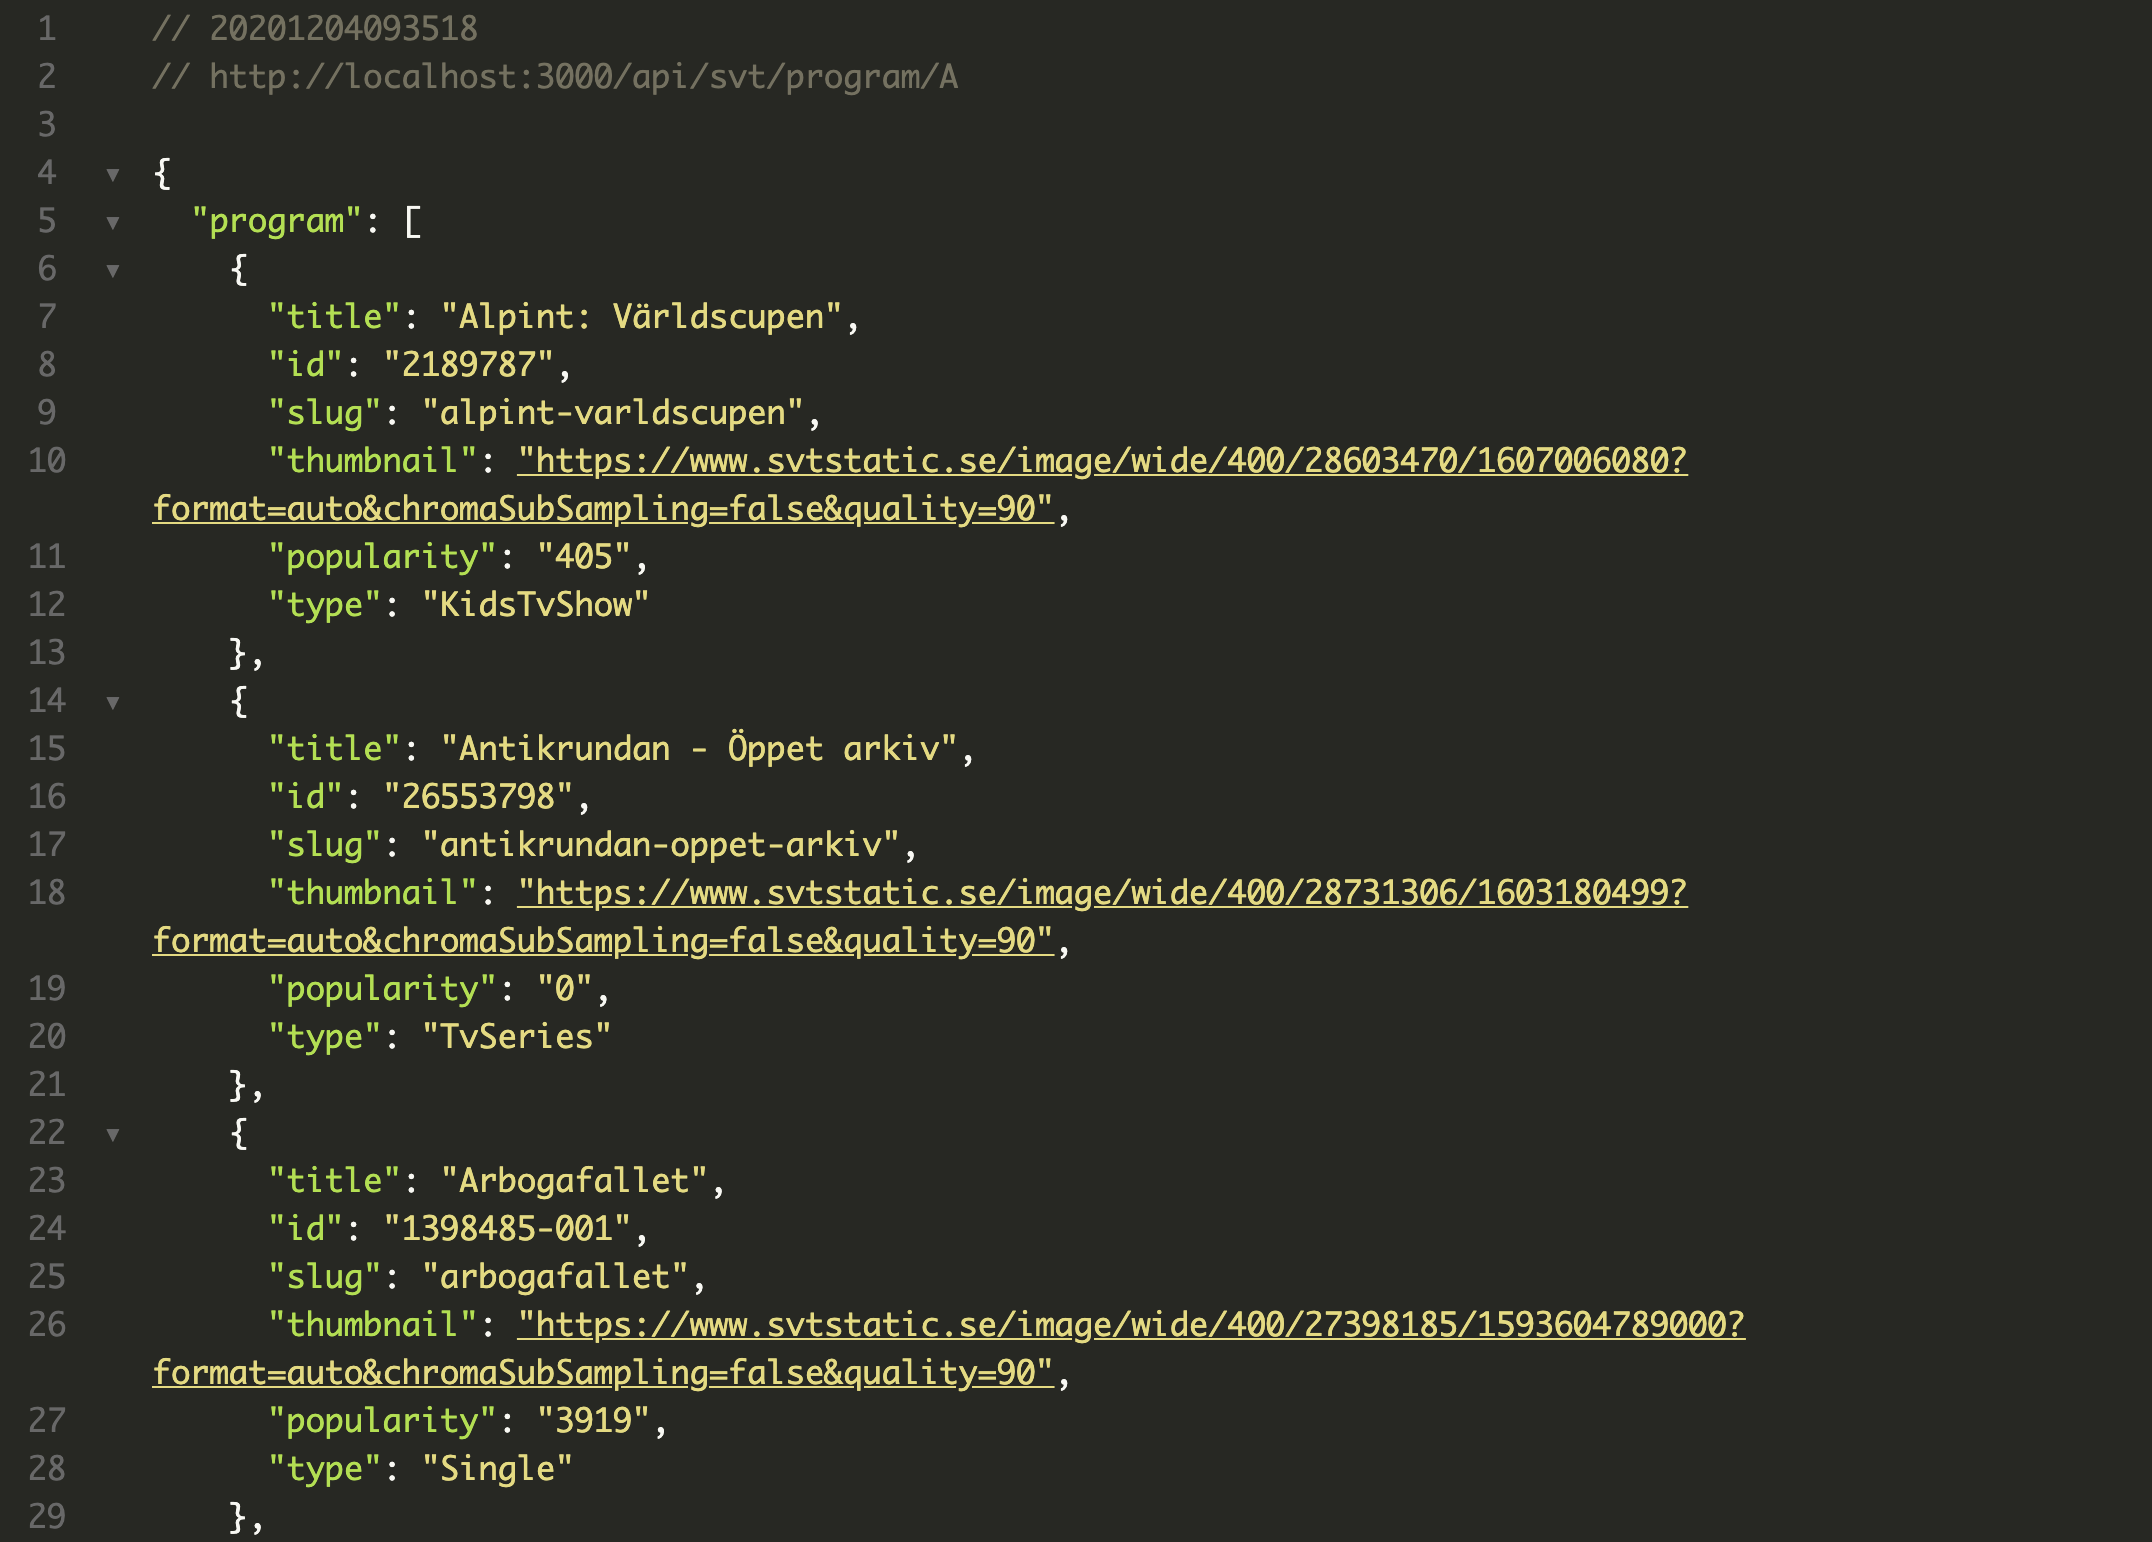 1 // 20201204093518
2 // http://localhost:3000/api/svt/program/A
3
4 ▼ {
5 ▼ "program": [
6 ▼ {
7 "title": "Alpint: Världscupen",
8 "id": "2189787",
9 "slug": "alpint-varldscupen",
10 "thumbnail": "https://www.svtstatic.se/image/wide/400/28603470/1607006080?
format=auto&chromaSubSampling=false&quality=90",
11 "popularity": "405",
12 "type": "KidsTvShow"
13 },
14 ▼ {
15 "title": "Antikrundan - Öppet arkiv",
16 "id": "26553798",
17 "slug": "antikrundan-oppet-arkiv",
18 "thumbnail": "https://www.svtstatic.se/image/wide/400/28731306/1603180499?
format=auto&chromaSubSampling=false&quality=90",
19 "popularity": "0",
20 "type": "TvSeries"
21 },
22 ▼ {
23 "title": "Arbogafallet",
24 "id": "1398485-001",
25 "slug": "arbogafallet",
26 "thumbnail": "https://www.svtstatic.se/image/wide/400/27398185/1593604789000?
format=auto&chromaSubSampling=false&quality=90",
27 "popularity": "3919",
28 "type": "Single"
29 },